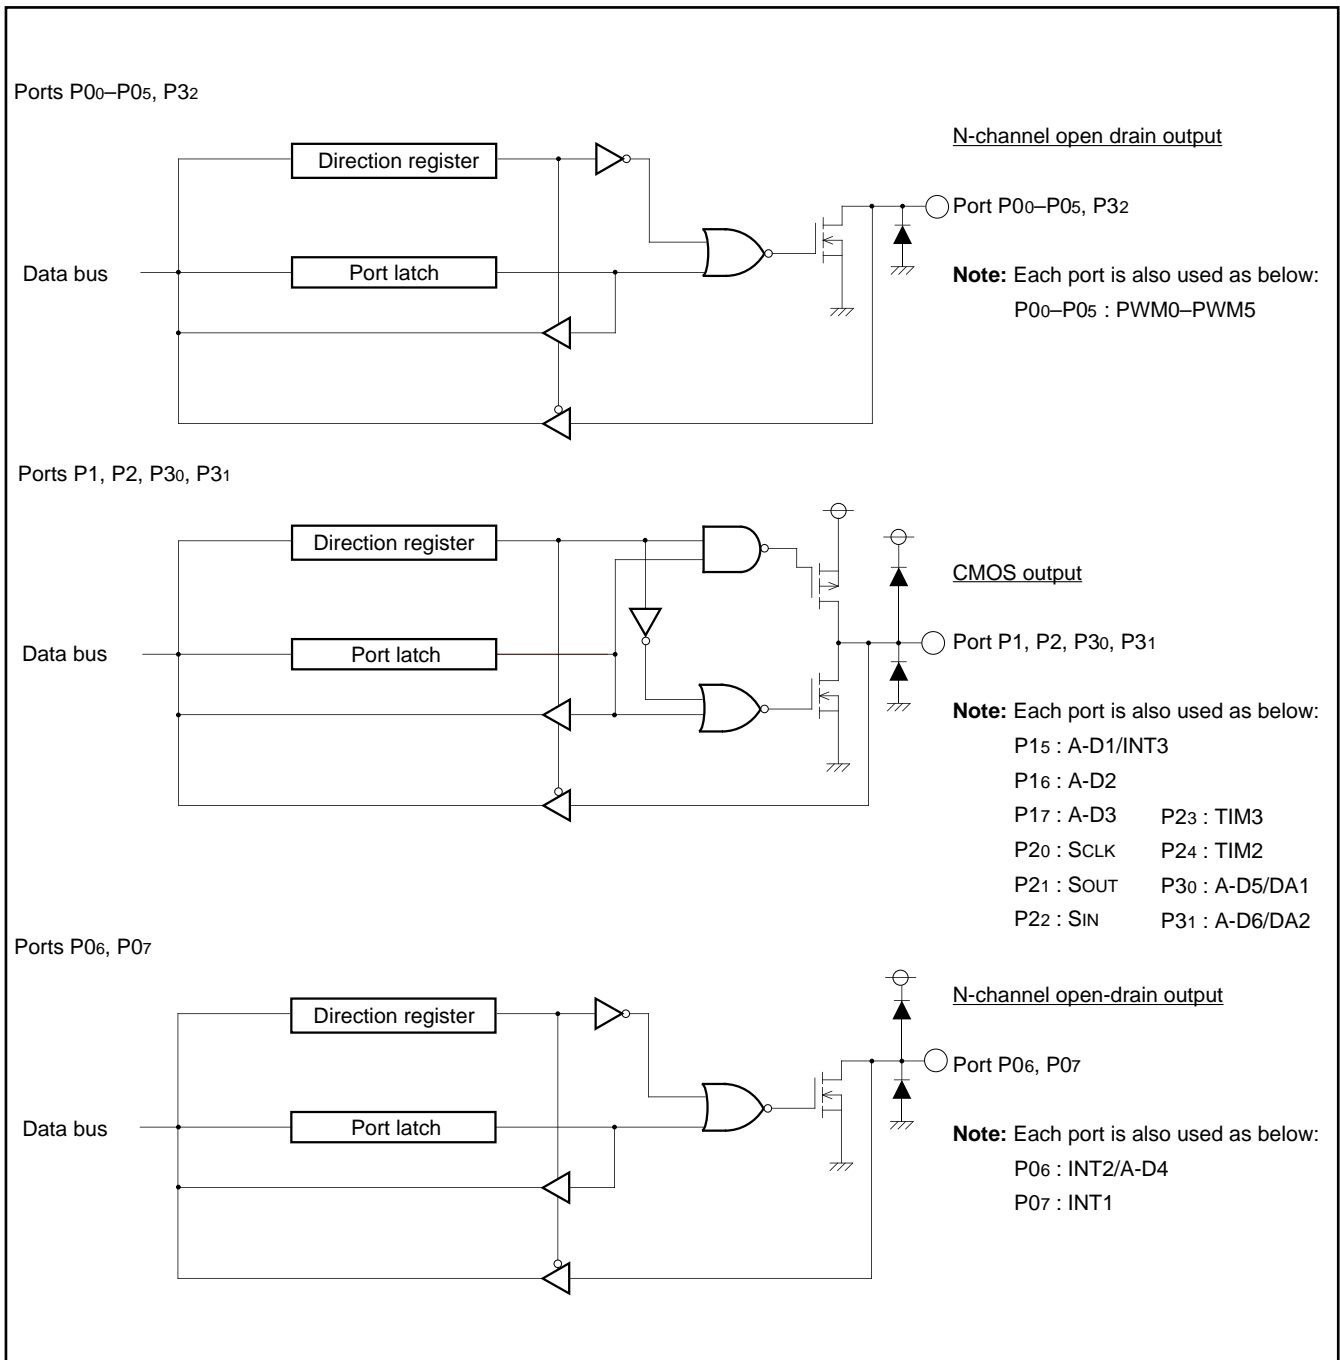 Ports P00–P05, P32
N-channel open drain output
Direction register
Port P00–P05, P32
Data bus
Port latch
Note: Each port is also used as below:
P00–P05 : PWM0–PWM5
Ports P1, P2, P30, P31
Direction register
CMOS output
Data bus
Port latch
Port P1, P2, P30, P31
Note: Each port is also used as below:
P15 : A-D1/INT3
P16 : A-D2
P17 : A-D3 P23 : TIM3
P20 : SCLK P24 : TIM2
P21 : SOUT P30 : A-D5/DA1
P22 : SIN P31 : A-D6/DA2
Ports P06, P07
N-channel open-drain output
Direction register
Port P06, P07
Data bus
Port latch
Note: Each port is also used as below:
P06 : INT2/A-D4
P07 : INT1